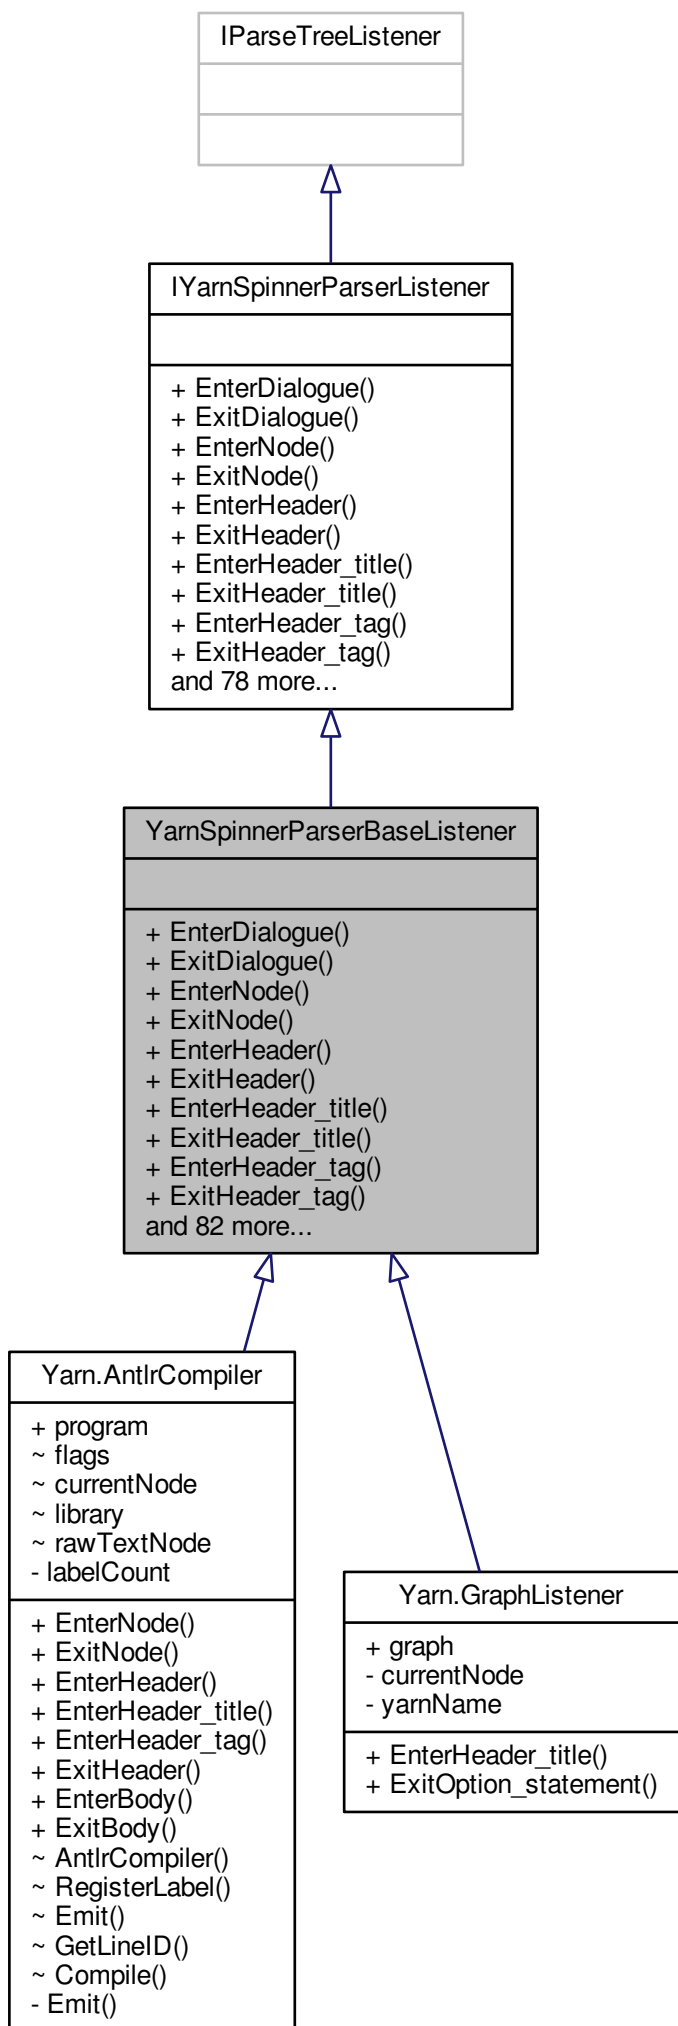 IParseTreeListener
IYarnSpinnerParserListener
+ EnterDialogue()
+ ExitDialogue()
+ EnterNode()
+ ExitNode()
+ EnterHeader()
+ ExitHeader()
+ EnterHeader_title()
+ ExitHeader_title()
+ EnterHeader_tag()
+ ExitHeader_tag()
and 78 more...
YarnSpinnerParserBaseListener
+ EnterDialogue()
+ ExitDialogue()
+ EnterNode()
+ ExitNode()
+ EnterHeader()
+ ExitHeader()
+ EnterHeader_title()
+ ExitHeader_title()
+ EnterHeader_tag()
+ ExitHeader_tag()
and 82 more...
Yarn.AntlrCompiler
+ program
~ flags
~ currentNode
~ library
~ rawTextNode
- labelCount
+ EnterNode()
+ ExitNode()
+ EnterHeader()
+ EnterHeader_title()
+ EnterHeader_tag()
+ ExitHeader()
+ EnterBody()
+ ExitBody()
~ AntlrCompiler()
~ RegisterLabel()
~ Emit()
~ GetLineID()
~ Compile()
- Emit()
Yarn.GraphListener
+ graph
- currentNode
- yarnName
+ EnterHeader_title()
+ ExitOption_statement()